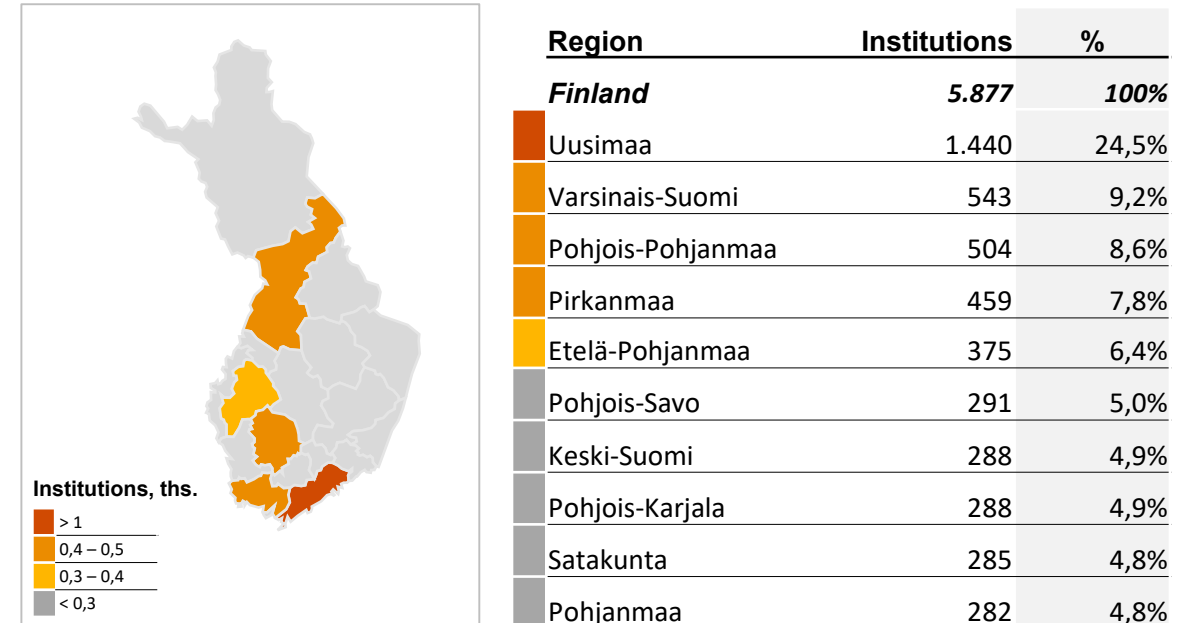 Region Institutions %
Finland 5.877 100%
Uusimaa 1.440 24,5%
Varsinais-Suomi 543 9,2%
Pohjois-Pohjanmaa 504 8,6%
Pirkanmaa 459 7,8%
Etelä-Pohjanmaa 375 6,4%
Pohjois-Savo 291 5,0%
Keski-Suomi 288 4,9%
Pohjois-Karjala 288 4,9%
Satakunta 285 4,8%
Pohjanmaa 282 4,8%
Institutions, ths.
> 1
0,4 – 0,5
0,3 – 0,4
< 0,3